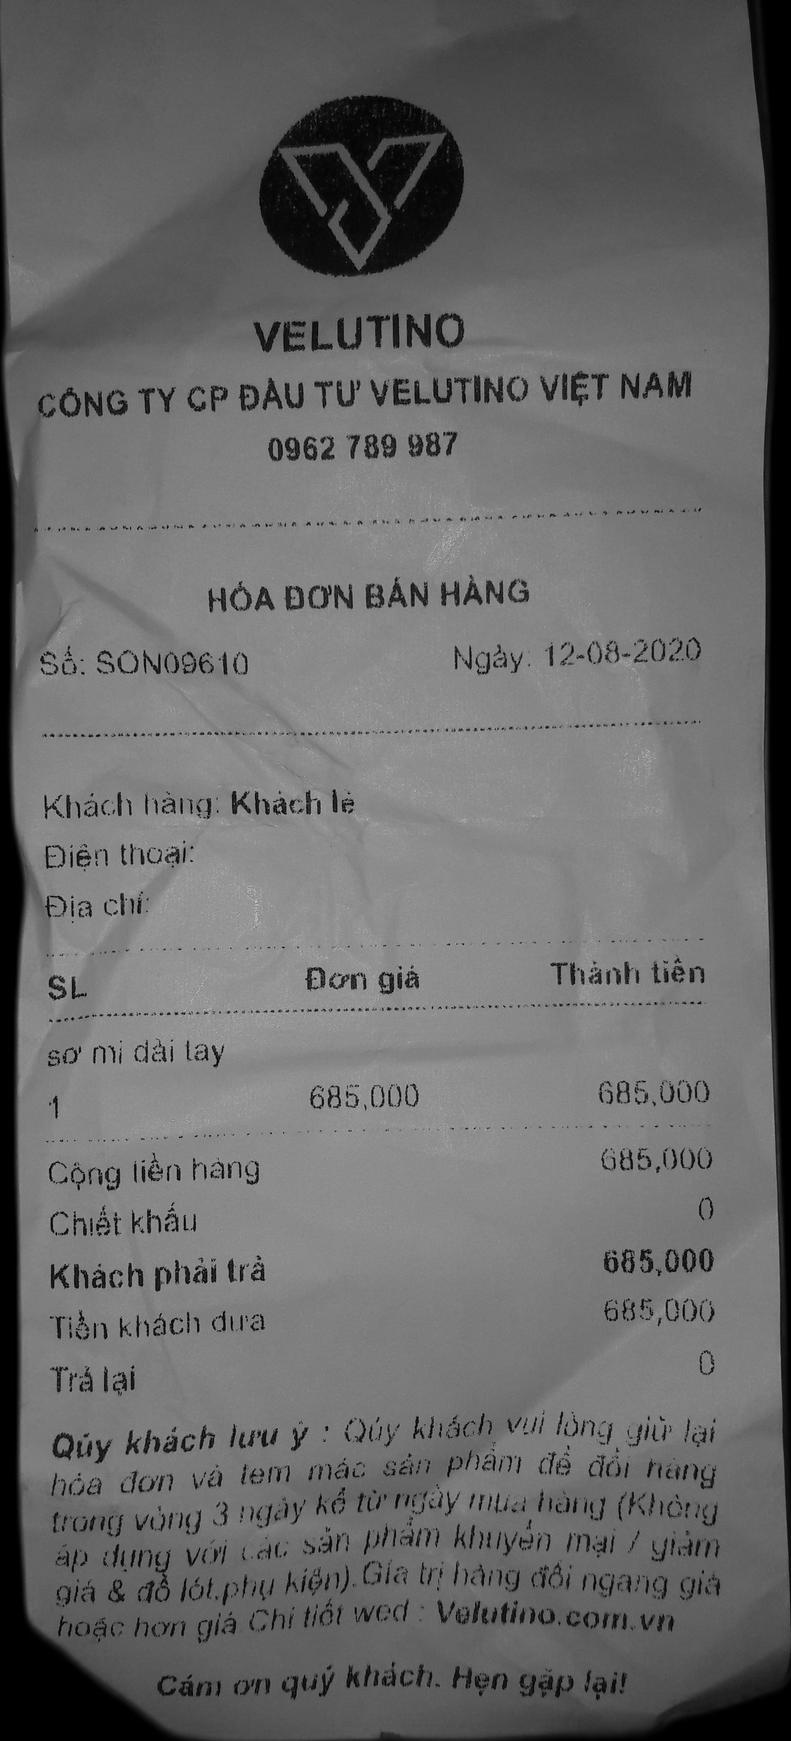 VELUTINO
CÔNG TY CP ĐẦU TƯ VELUTINO VIỆT NAM
0962 789 987
HÓA ĐƠN BÁN HÀNG
Số: SON09610 Ngày: 12-08-2020
Khách hàng: Khách lẻ
Điện thoại:
Địa chỉ:
SL Đơn giá Thành tiền
sơ mi dài tay
1 685,000 685,000
Cộng tiền hàng 685,000
Chiết khấu 0
Khách phải trả 685,000
Tiền khách đưa 685,000
Trả lại 0
Qúy khách lưu ý : Qúy khách vui lòng giữ lại
hóa đơn và tem mác sản phẩm để đổi hàng
trong vòng 3 ngày kể từ ngày mua hàng (Không
áp dụng với các sản phẩm khuyến mại / giảm
giá & đồ lót,phụ kiện).Gía trị hàng đổi ngang giá
hoặc hơn giá Chi tiết wed : Velutino.com.vn
Cảm ơn quý khách. Hẹn gặp lại!